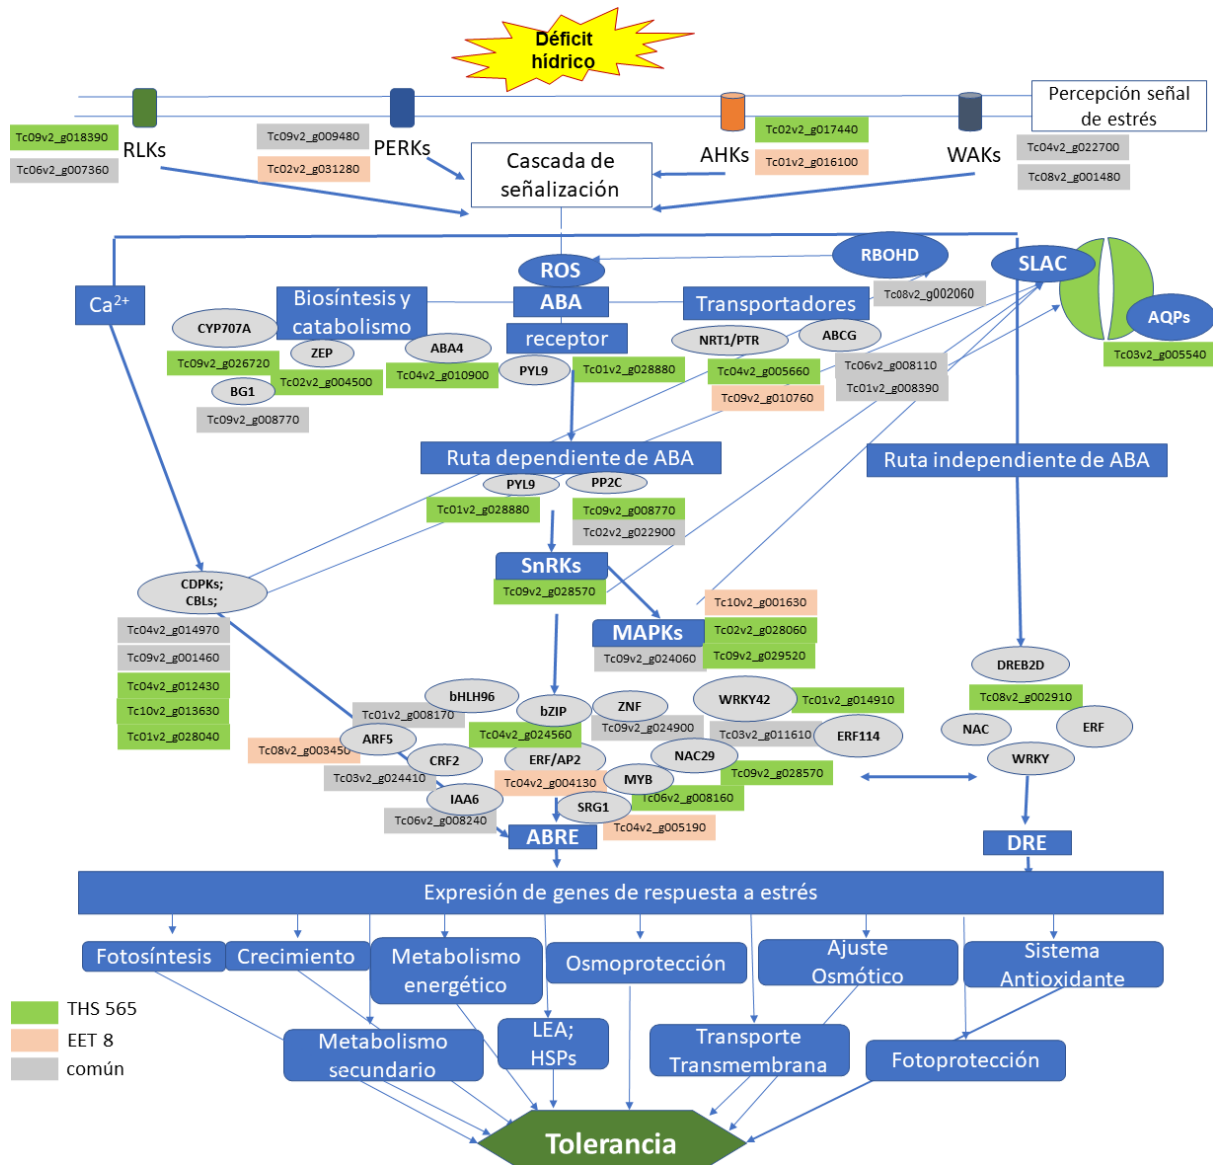 Déficit
hídrico
Percepción señal
de estrés
Tc09v2_g018390
Tc06v2_g007360
RLKs
Tc09v2_g009480
Tc02v2_g031280
PERKs
Cascada de
señalización
AHKs
Tc02v2_g017440
Tc01v2_g016100
WAKs
Tc04v2_g022700
Tc08v2_g001480
Ca2+
ROS
RBOHD
Tc08v2_g002060
SLAC
AQPs
Tc03v2_g005540
Biosíntesis y
catabolismo
ABA
Transportadores
receptor
CYP707A
ZEP
ABA4
PYL9
Tc01v2_g028880
NRT1/PTR
ABCG
Tc09v2_g026720
Tc02v2_g004500
Tc04v2_g010900
Tc04v2_g005660
Tc09v2_g010760
Tc06v2_g008110
Tc01v2_g008390
BG1
Tc09v2_g008770
Ruta dependiente de ABA
Ruta independiente de ABA
PYL9
PP2C
Tc01v2_g028880
Tc09v2_g008770
Tc02v2_g022900
SnRKs
Tc09v2_g028570
CDPKs;
CBLs;
Tc04v2_g014970
Tc09v2_g001460
Tc04v2_g012430
Tc10v2_g013630
Tc01v2_g028040
MAPKs
Tc09v2_g024060
Tc10v2_g001630
Tc02v2_g028060
Tc09v2_g029520
DREB2D
Tc08v2_g002910
NAC
ERF
WRKY
bHLH96
Tc01v2_g008170
bZIP
Tc04v2_g024560
ZNF
Tc09v2_g024900
WRKY42
Tc01v2_g014910
Tc03v2_g011610
ERF114
ARF5
Tc08v2_g003450
CRF2
Tc03v2_g024410
ERF/AP2
Tc04v2_g004130
NAC29
Tc09v2_g028570
MYB
Tc06v2_g008160
IAA6
Tc06v2_g008240
SRG1
Tc04v2_g005190
ABRE
DRE
Expresión de genes de respuesta a estrés
Fotosíntesis
Crecimiento
Metabolismo
energético
Osmoprotección
Ajuste
Osmótico
Sistema
Antioxidante
Metabolismo
secundario
LEA;
HSPs
Transporte
Transmembrana
Fotoprotección
THS 565
EET 8
común
Tolerancia